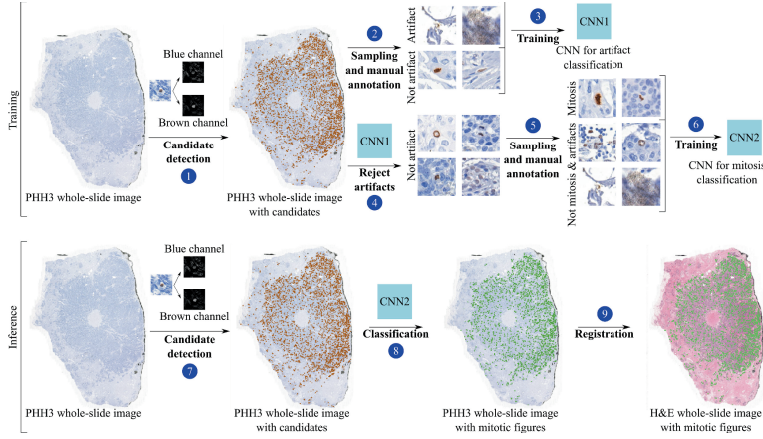 Training
Blue channel
Brown channel
Candidate
detection
1
PHH3 whole-slide image
PHH3 whole-slide image
with candidates
2
Sampling
and manual
annotation
Artifact
Not artifact
3
Training
CNN1
CNN for artifact
classification
CNN1
Reject
artifacts
4
Not artifact
5
Sampling
and manual
annotation
Mitosis
Not mitosis & artifacts
6
Training
CNN2
CNN for mitosis
classification
Inference
Blue channel
Brown channel
Candidate
detection
7
PHH3 whole-slide image
PHH3 whole-slide image
with candidates
CNN2
Classification
8
PHH3 whole-slide image
with mitotic figures
9
Registration
H&E whole-slide image
with mitotic figures